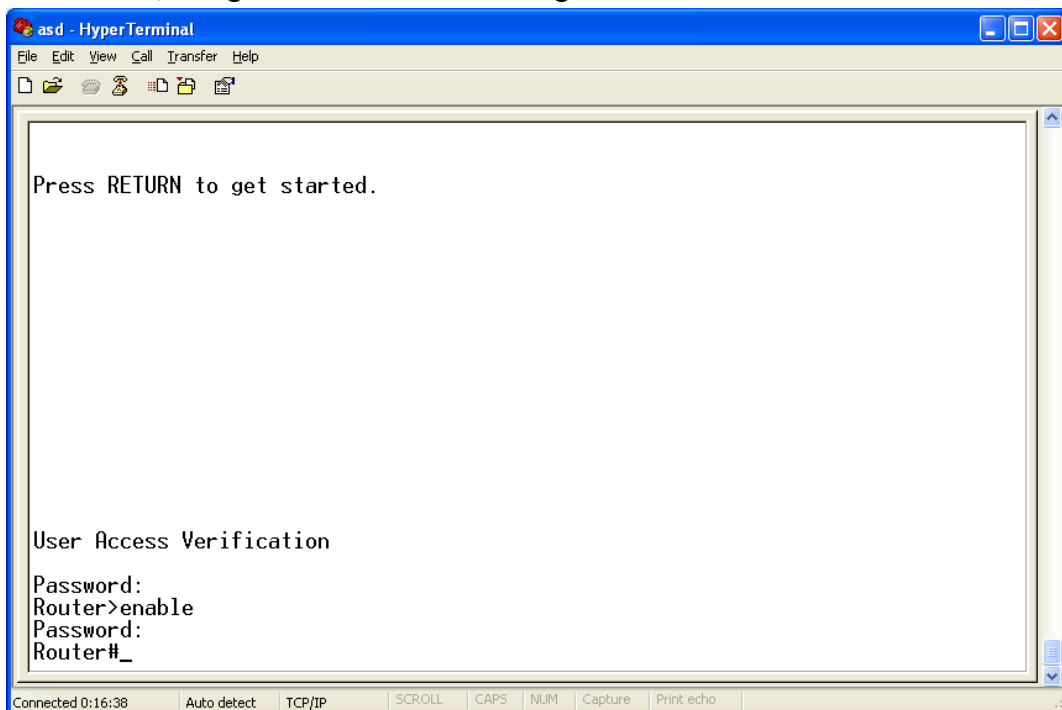 asd - HyperTerminal
File Edit View Call Transfer Help
Press RETURN to get started.
User Access Verification
Password:
Router>enable
Password:
Router#_
Connected 0:16:38 Auto detect TCP/IP SCROLL CAPS NUM Capture Print echo